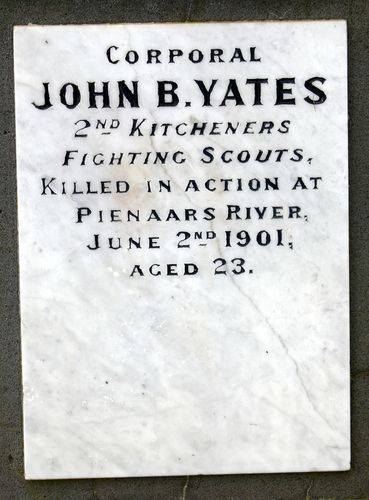 CORPORAL
JOHN B. YATES
2ND KITCHENERS
FIGHTING SCOUTS,
KILLED IN ACTION AT
PIENAARS RIVER,
JUNE 2ND 1901,
AGED 23.